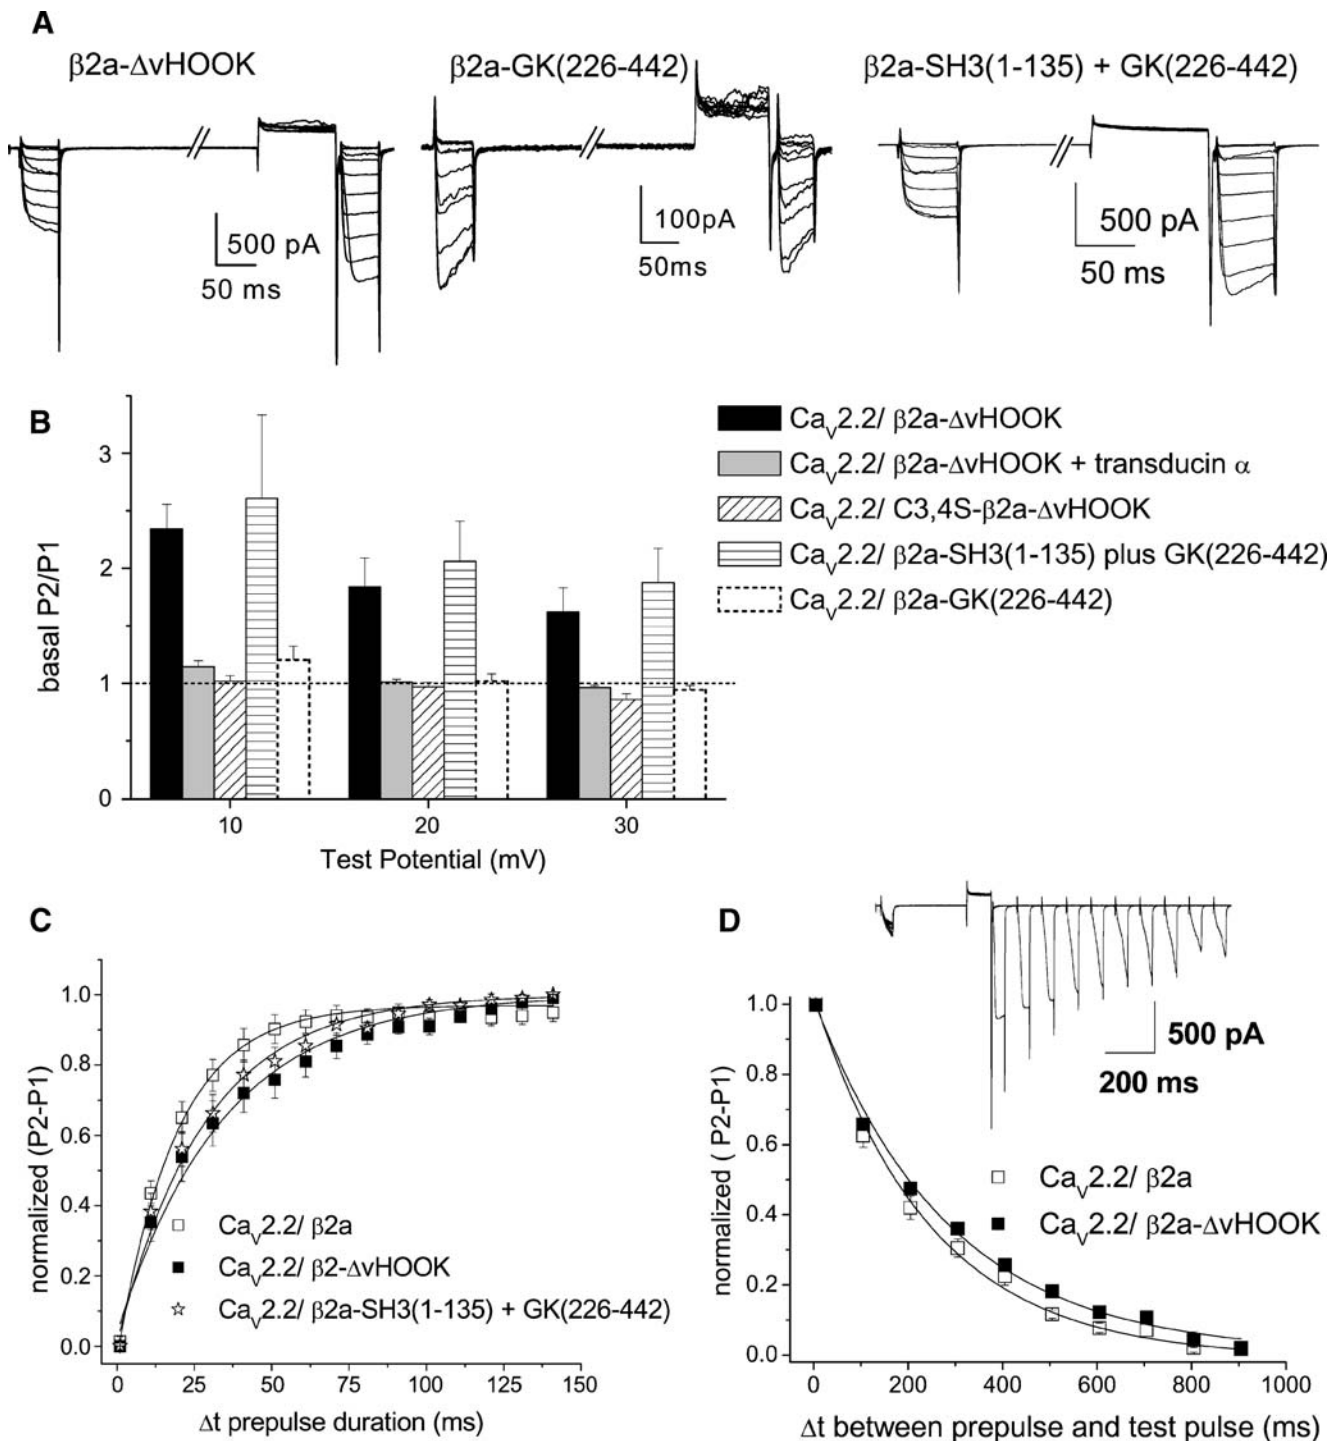 A
β2a-ΔvHOOK
β2a-GK(226-442)
β2a-SH3(1-135) + GK(226-442)
500 pA
50 ms
100pA
50ms
500 pA
50 ms
B
3
2
1
0
basal P2/P1
10 20 30
Test Potential (mV)
CaV2.2/ β2a-ΔvHOOK
CaV2.2/ β2a-ΔvHOOK + transducin α
CaV2.2/ C3,4S-β2a-ΔvHOOK
CaV2.2/ β2a-SH3(1-135) plus GK(226-442)
CaV2.2/ β2a-GK(226-442)
C
1.0
0.8
0.6
0.4
0.2
0.0
normalized (P2-P1)
CaV2.2/ β2a
CaV2.2/ β2-ΔvHOOK
CaV2.2/ β2a-SH3(1-135) + GK(226-442)
0 25 50 75 100 125 150
Δt prepulse duration (ms)
D
500 pA
200 ms
1.0
0.8
0.6
0.4
0.2
0.0
normalized ( P2-P1)
CaV2.2/ β2a
CaV2.2/ β2a-ΔvHOOK
0 200 400 600 800 1000
Δt between prepulse and test pulse (ms)